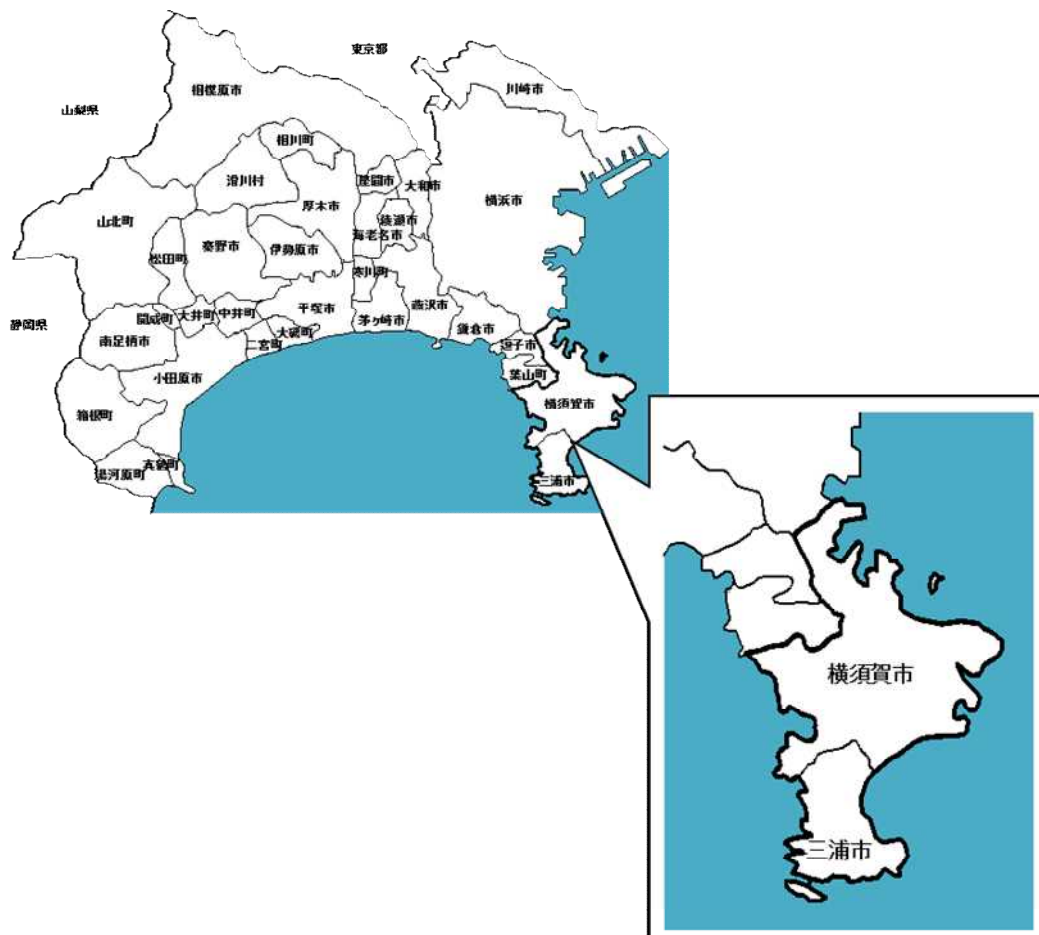 東京都
川崎市
相模原市
山梨県
相川町
澄川村
座間市
大和市
厚木市
横浜市
山北町
綾瀬市
海老名市
秦野市
伊勢原市
松田町
寒川町
藤沢市
平塚市
開成町
大井町
中井町
茅ヶ崎市
静岡県
鎌倉市
南足柄市
大磯町
二宮町
逗子市
小田原市
葉山町
箱根町
横須賀市
真鶴町
湯河原町
三浦市
横須賀市
三浦市